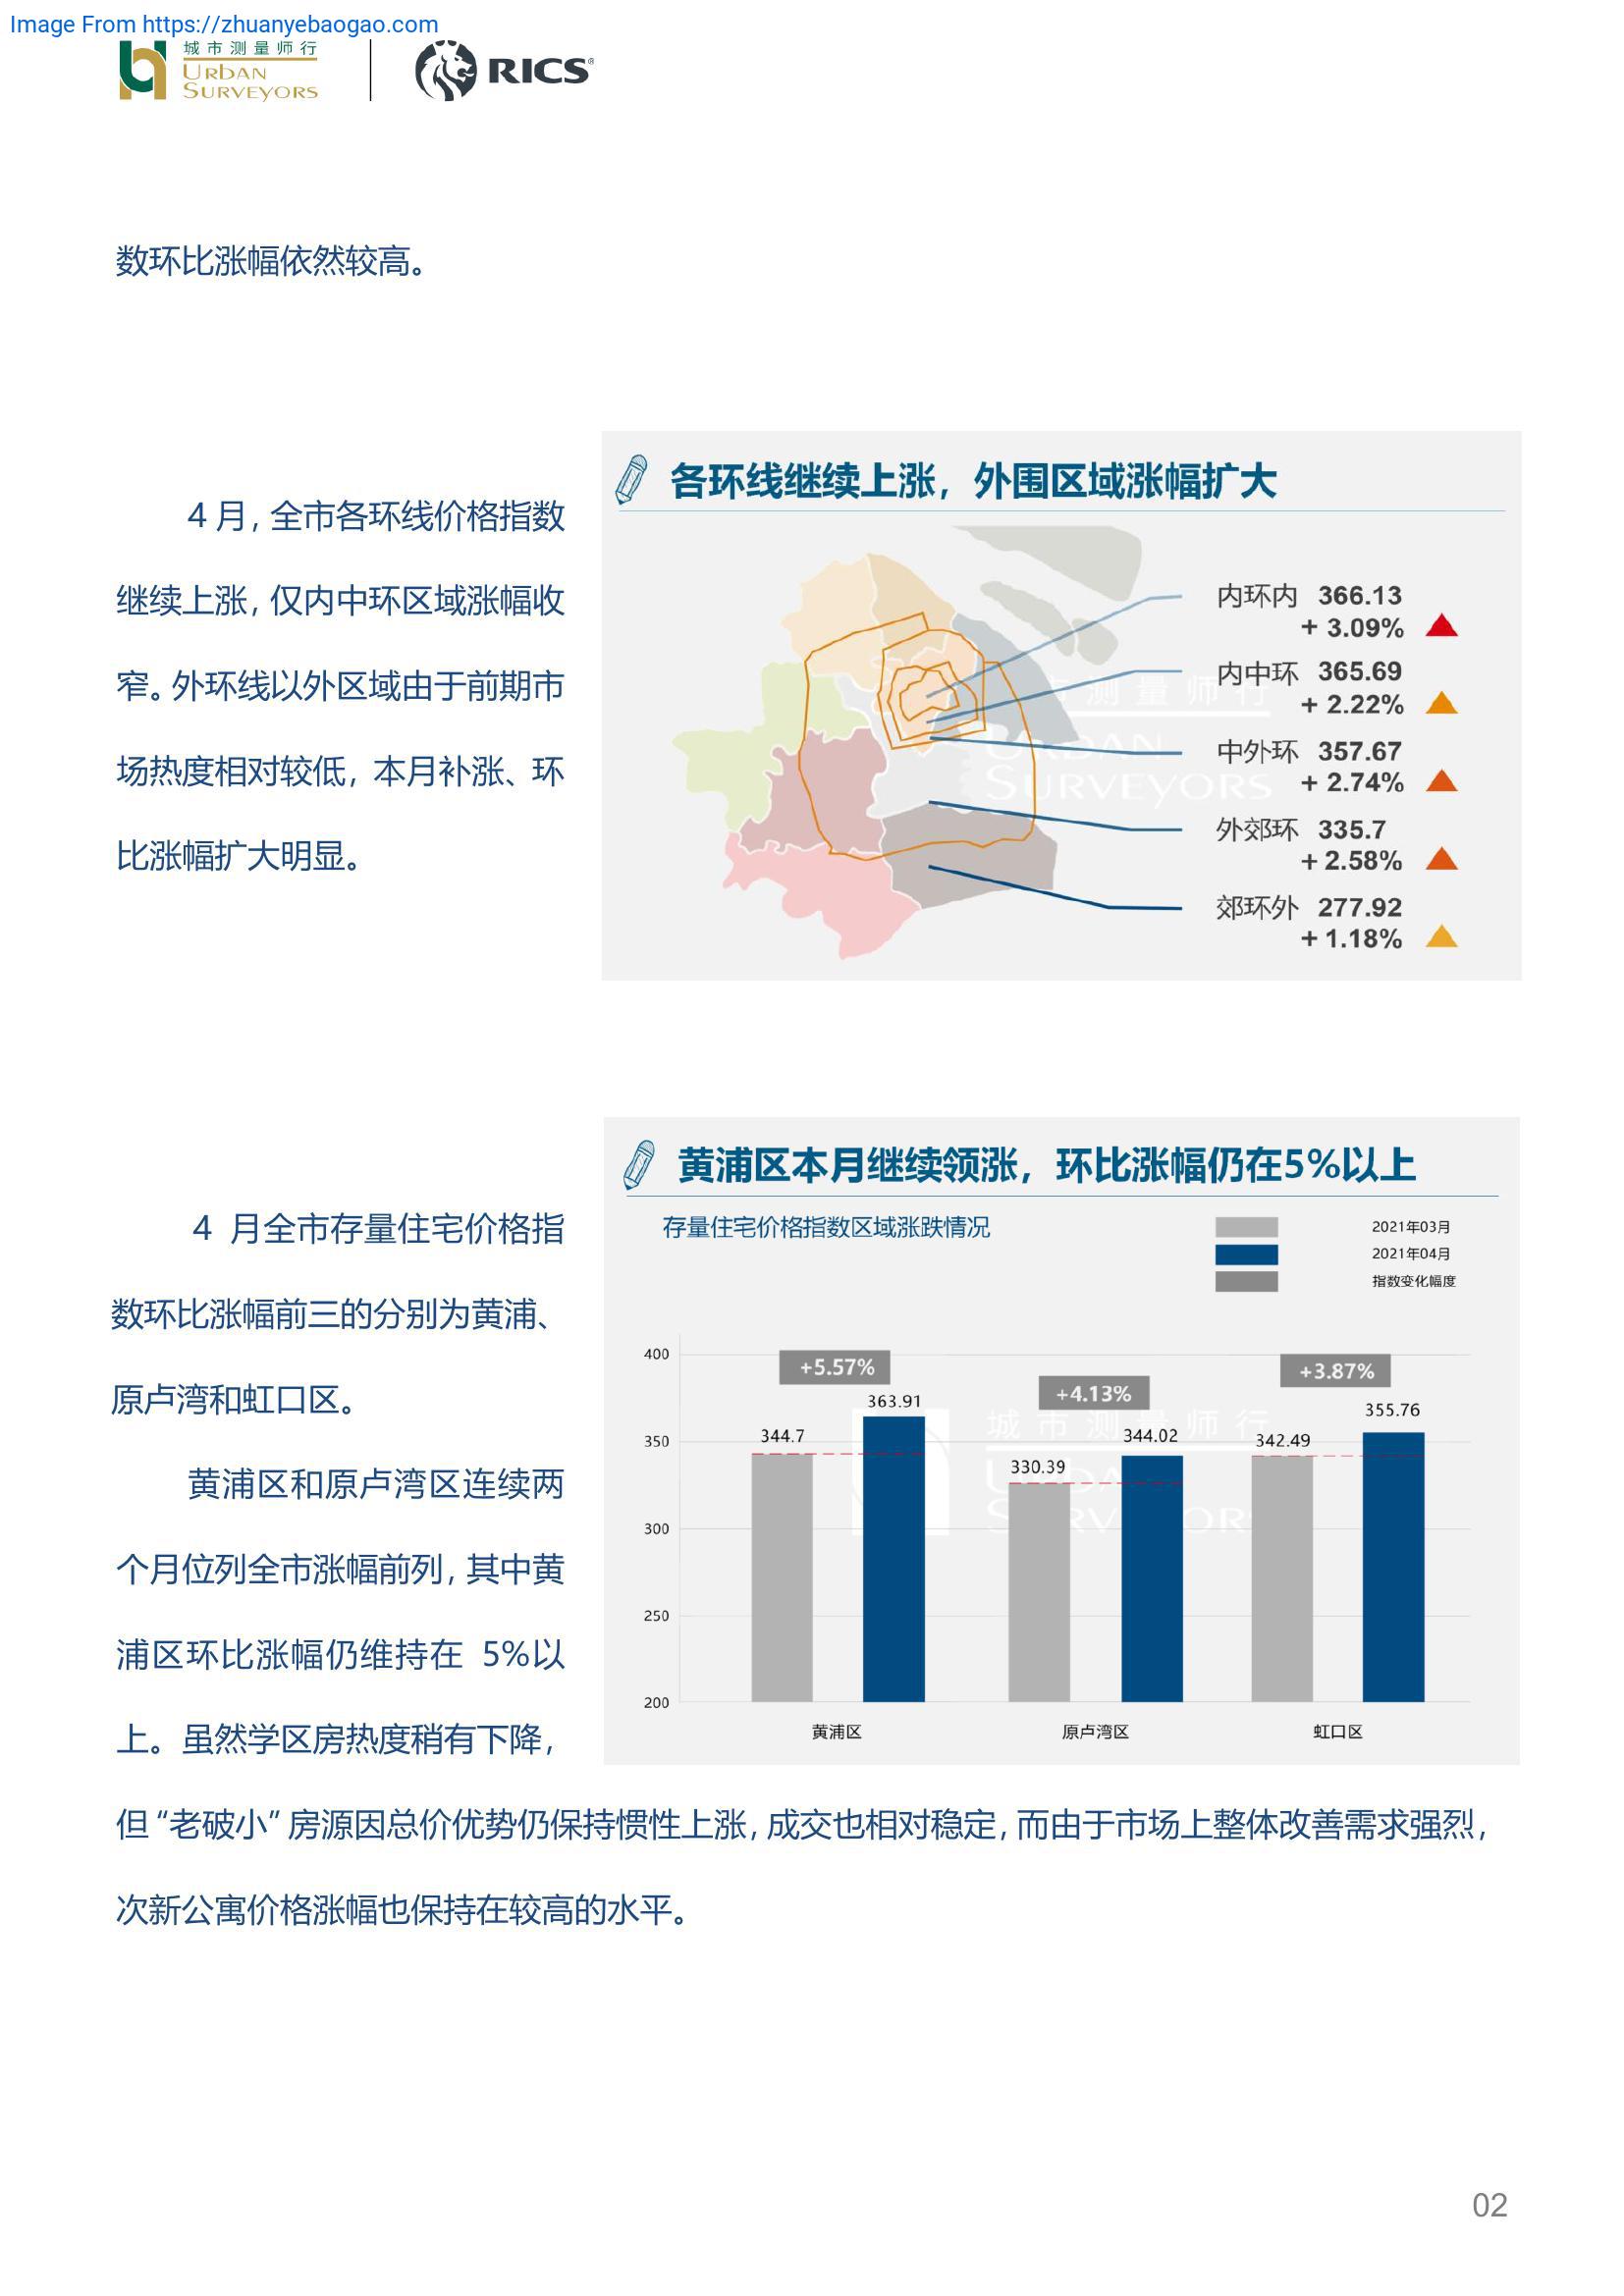 Image From https://zhuanyebaogao.com
城市测量师行
URBAN
SURVEYORS
RICS®
数环比涨幅依然较高。
4 月，全市各环线价格指数
继续上涨，仅内中环区域涨幅收
窄。外环线以外区域由于前期市
场热度相对较低，本月补涨、环
比涨幅扩大明显。
各环线继续上涨，外围区域涨幅扩大
内环内 366.13
+ 3.09%
内中环 365.69
+ 2.22%
中外环 357.67
+ 2.74%
外郊环 335.7
+ 2.58%
郊环外 277.92
+ 1.18%
市测量师行
URBAN
SURVEYORS
4 月全市存量住宅价格指
数环比涨幅前三的分别为黄浦、
原卢湾和虹口区。
黄浦区和原卢湾区连续两
个月位列全市涨幅前列，其中黄
浦区环比涨幅仍维持在 5%以
上。虽然学区房热度稍有下降，
但“老破小”房源因总价优势仍保持惯性上涨，成交也相对稳定，而由于市场上整体改善需求强烈，
次新公寓价格涨幅也保持在较高的水平。
黄浦区本月继续领涨，环比涨幅仍在5%以上
存量住宅价格指数区域涨跌情况
2021年03月
2021年04月
指数变化幅度
400
350
300
250
200
+5.57%
+4.13%
+3.87%
344.7
363.91
330.39
344.02
342.49
355.76
城市测量师行
黄浦区
原卢湾区
虹口区
02